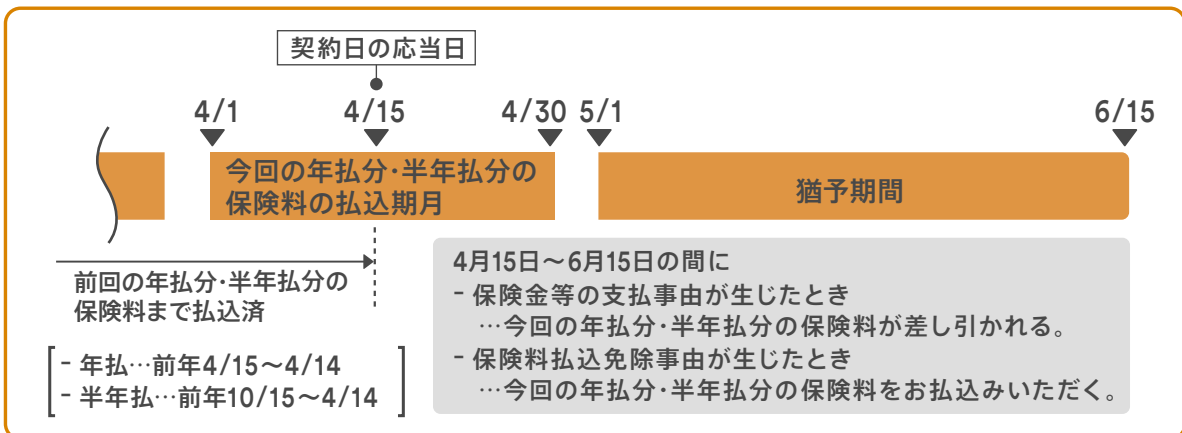 契約日の応当日
4/1 4/15 4/30 5/1 6/15
今回の年払分・半年払分の
保険料の払込期月
猶予期間
前回の年払分・半年払分の
保険料まで払込済
- 年払…前年4/15～4/14
- 半年払…前年10/15～4/14
4月15日～6月15日の間に
- 保険金等の支払事由が生じたとき
…今回の年払分・半年払分の保険料が差し引かれる。
- 保険料払込免除事由が生じたとき
…今回の年払分・半年払分の保険料をお払込みいただく。